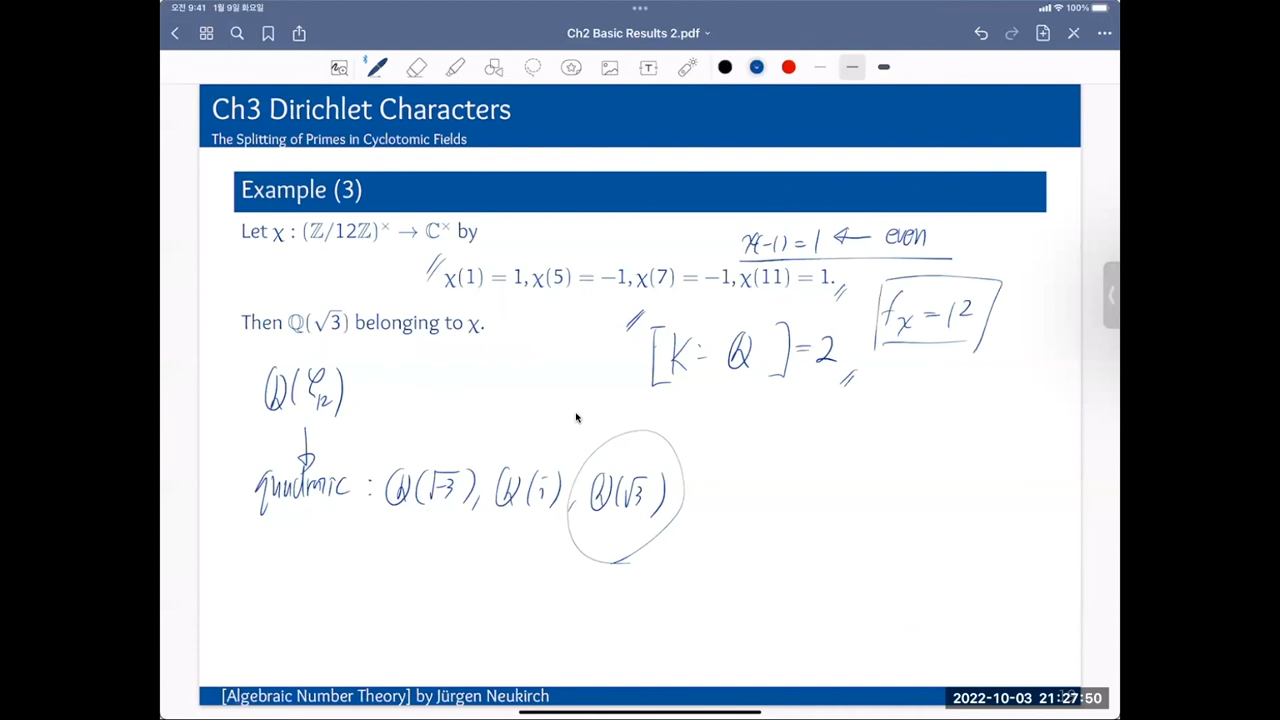 오전 9:41 1월 9일 화요일
100%
Ch2 Basic Results 2.pdf
Ch3 Dirichlet Characters
The Splitting of Primes in Cyclotomic Fields
Example (3)
Let χ : (ℤ/12ℤ)× → ℂ× by
χ(-1) = 1 ← even
χ(1) = 1, χ(5) = −1, χ(7) = −1, χ(11) = 1.
fχ = 12
Then ℚ(√3) belonging to χ.
[K : ℚ] = 2
ℚ(ζ12)
↓
quadratic : ℚ(√-3), ℚ(i), ℚ(√3)
[Algebraic Number Theory] by Jürgen Neukirch
2022-10-03 21:27:50